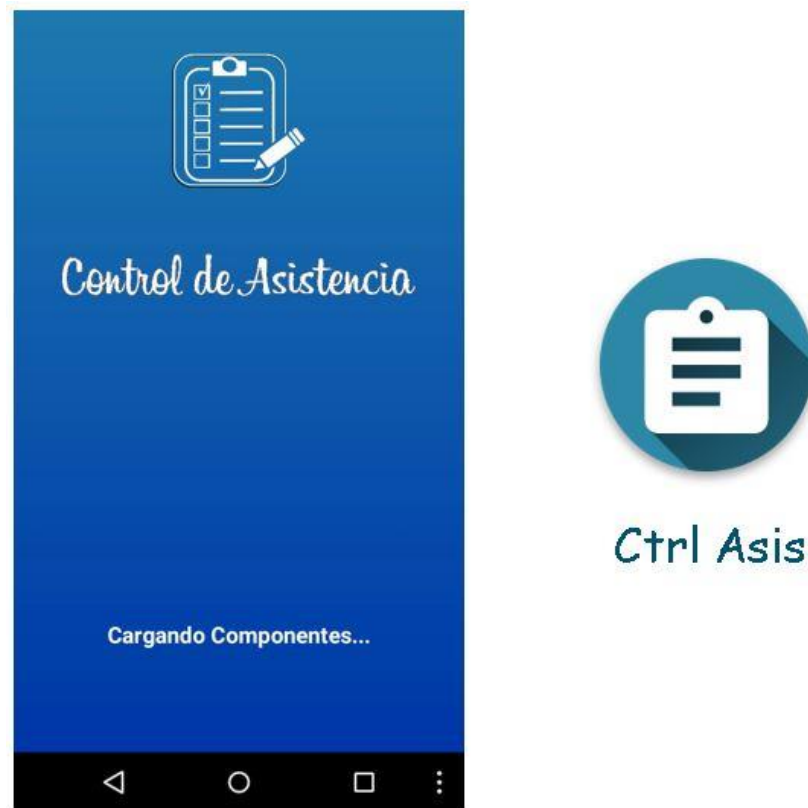 Control de Asistencia
Cargando Componentes...
Ctrl Asis